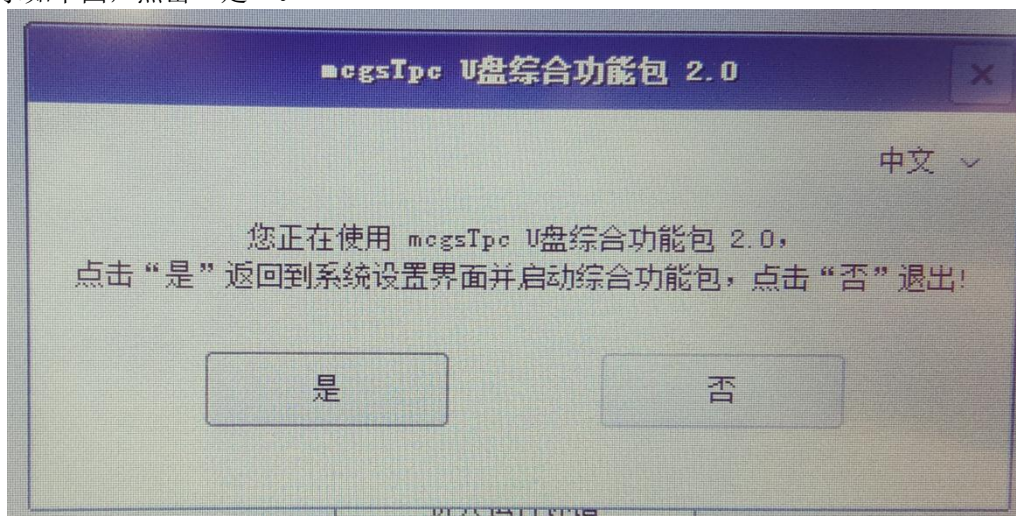 mcgsTpc U盘综合功能包 2.0
中文
您正在使用 mcgsTpc U盘综合功能包 2.0，
点击“是”返回到系统设置界面并启动综合功能包，点击“否”退出!
是
否